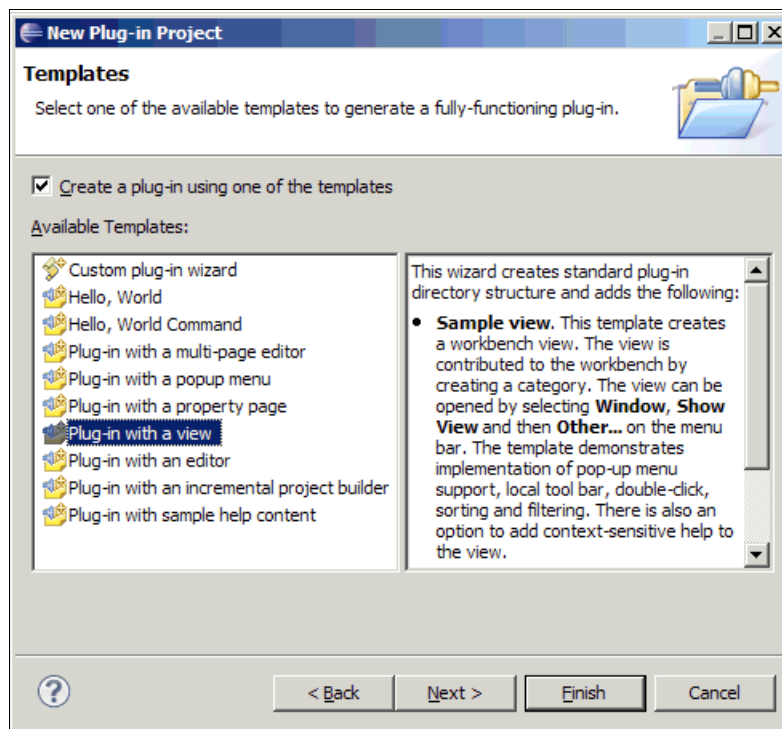 New Plug-in Project
Templates
Select one of the available templates to generate a fully-functioning plug-in.
Create a plug-in using one of the templates
Available Templates:
Custom plug-in wizard
Hello, World
Hello, World Command
Plug-in with a multi-page editor
Plug-in with a popup menu
Plug-in with a property page
Plug-in with a view
Plug-in with an editor
Plug-in with an incremental project builder
Plug-in with sample help content
This wizard creates standard plug-in
directory structure and adds the following:
• Sample view. This template creates
a workbench view. The view is
contributed to the workbench by
creating a category. The view can be
opened by selecting Window, Show
View and then Other... on the menu
bar. The template demonstrates
implementation of pop-up menu
support, local tool bar, double-click,
sorting and filtering. There is also an
option to add context-sensitive help to
the view.
?
< Back
Next >
Finish
Cancel